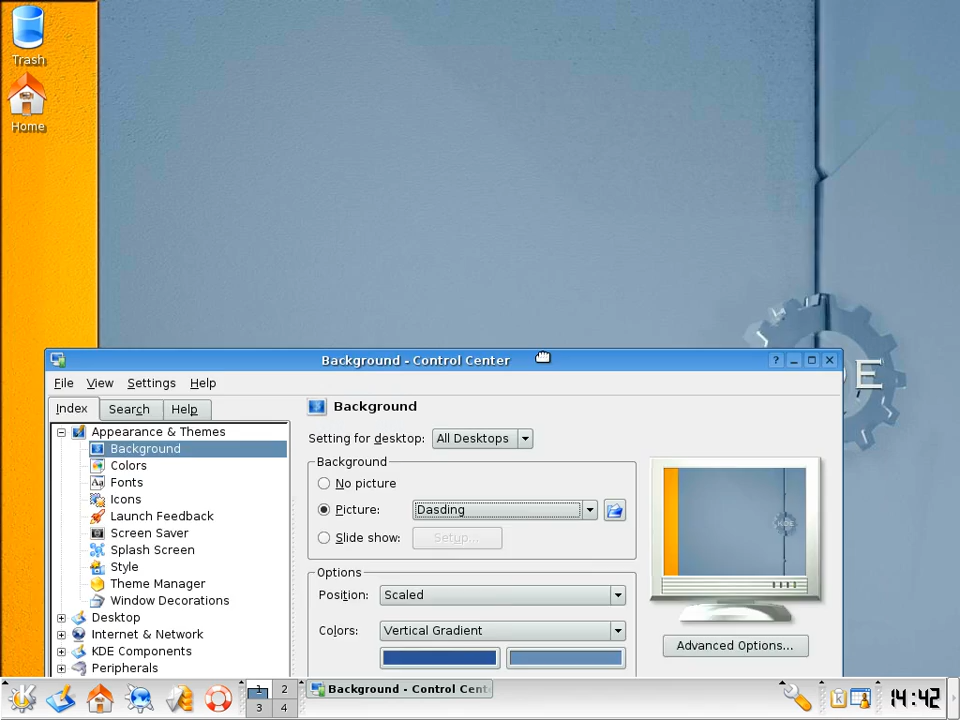 Trash
Home
E
Background - Control Center
File View Settings Help
Index Search Help
Background
Appearance & Themes
Background
Colors
Fonts
Icons
Launch Feedback
Screen Saver
Splash Screen
Style
Theme Manager
Window Decorations
Desktop
Internet & Network
KDE Components
Peripherals
Setting for desktop: All Desktops
Background
No picture
Picture: Dasding
Slide show: Setup...
Options
Position: Scaled
Colors: Vertical Gradient
KDE
Advanced Options...
1 2
3 4
Background - Control Cent
14:42